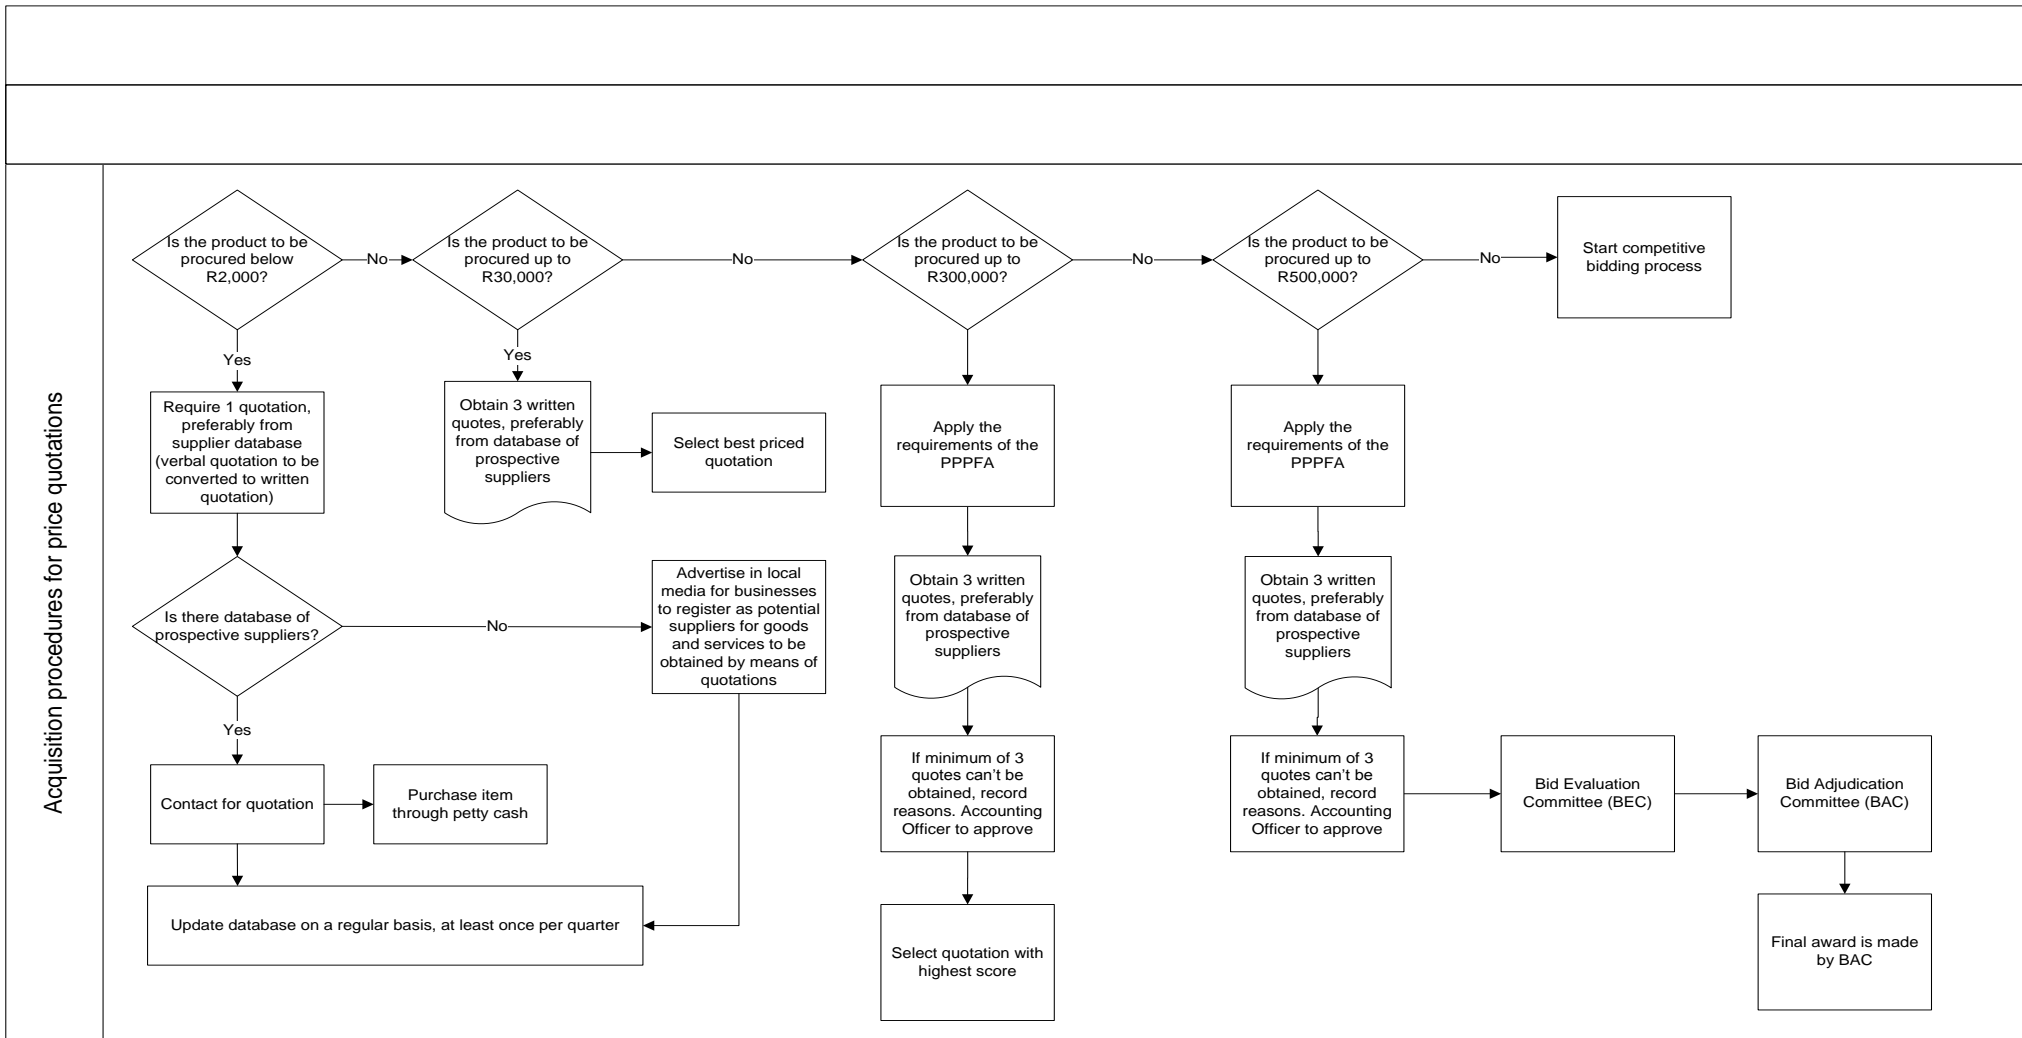 Acquisition procedures for price quotations
Is the product to be
procured below
R2,000?
No
Is the product to be
procured up to
R30,000?
No
Is the product to be
procured up to
R300,000?
No
Is the product to be
procured up to
R500,000?
No
Start competitive
bidding process
Yes
Yes
Require 1 quotation,
preferably from
supplier database
(verbal quotation to be
converted to written
quotation)
Obtain 3 written
quotes, preferably
from database of
prospective
suppliers
Select best priced
quotation
Apply the
requirements of the
PPPFA
Apply the
requirements of the
PPPFA
Is there database of
prospective suppliers?
No
Advertise in local
media for businesses
to register as potential
suppliers for goods
and services to be
obtained by means of
quotations
Obtain 3 written
quotes, preferably
from database of
prospective
suppliers
Obtain 3 written
quotes, preferably
from database of
prospective
suppliers
Yes
Contact for quotation
Purchase item
through petty cash
If minimum of 3
quotes can't be
obtained, record
reasons. Accounting
Officer to approve
If minimum of 3
quotes can't be
obtained, record
reasons. Accounting
Officer to approve
Bid Evaluation
Committee (BEC)
Bid Adjudication
Committee (BAC)
Update database on a regular basis, at least once per quarter
Select quotation with
highest score
Final award is made
by BAC